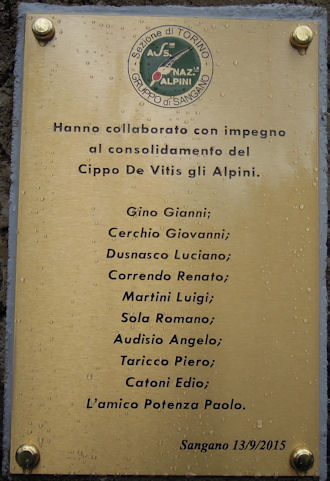 Sezione di TORINO
ASS.
NAZ.LE
ALPINI
GRUPPO di SANGANO
Hanno collaborato con impegno
al consolidamento del
Cippo De Vitis gli Alpini.
Gino Gianni;
Cerchio Giovanni;
Dusnasco Luciano;
Correndo Renato;
Martini Luigi;
Sola Romano;
Audisio Angelo;
Taricco Piero;
Catoni Edio;
L'amico Potenza Paolo.
Sangano 13/9/2015